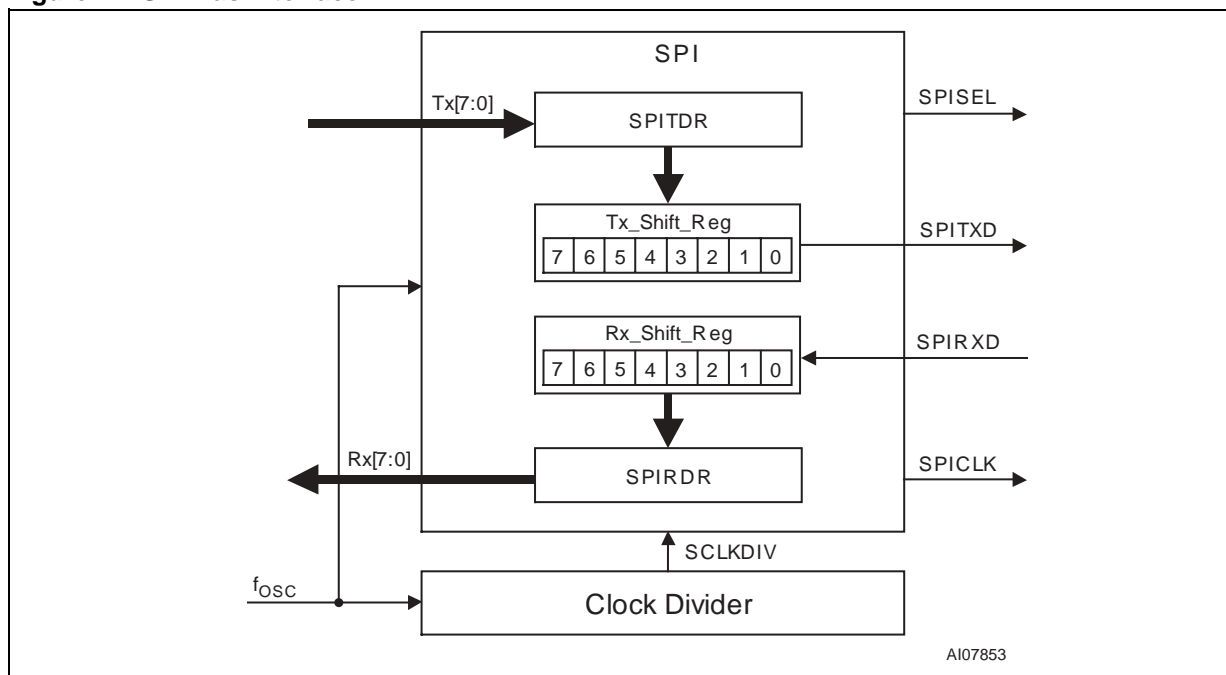 SPI
Tx[7:0]
SPITDR
SPISEL
Tx_Shift_Reg
7 6 5 4 3 2 1 0
SPITXD
Rx_Shift_Reg
7 6 5 4 3 2 1 0
SPIRXD
Rx[7:0]
SPIRDR
SPICLK
SCLKDIV
fOSC
Clock Divider
AI07853